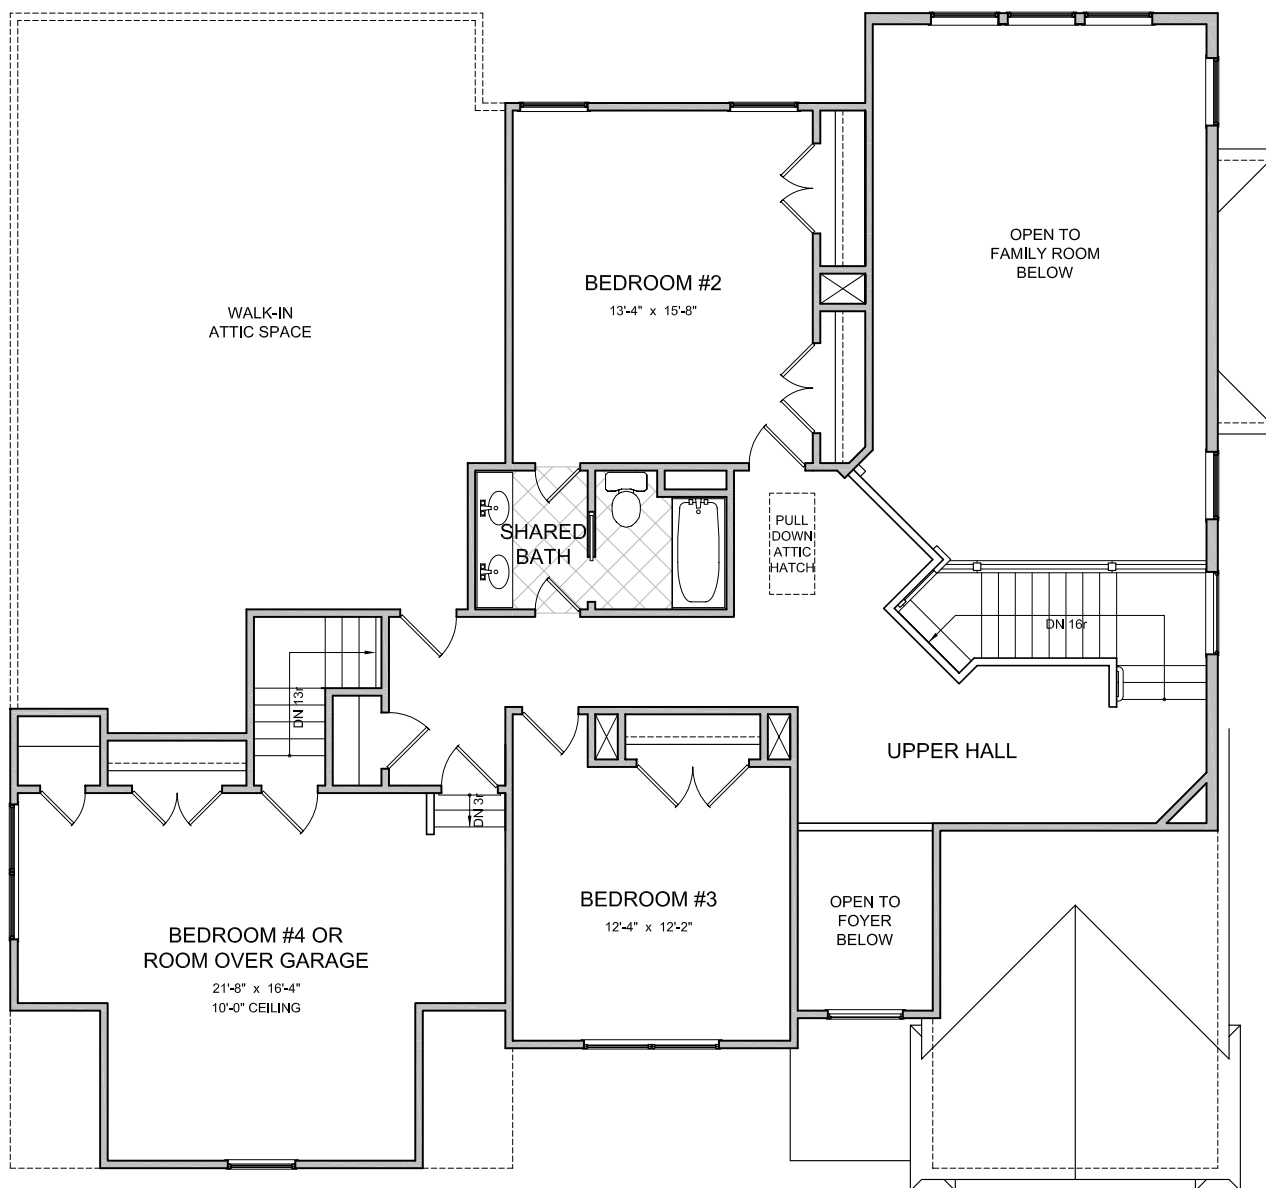 OPEN TO
FAMILY ROOM
BELOW
BEDROOM #2
13'-4" x 15'-8"
WALK-IN
ATTIC SPACE
SHARED
BATH
PULL
DOWN
ATTIC
HATCH
DN 16r
DN 13r
UPPER HALL
DN 3r
BEDROOM #3
12'-4" x 12'-2"
OPEN TO
FOYER
BELOW
BEDROOM #4 OR
ROOM OVER GARAGE
21'-8" x 16'-4"
10'-0" CEILING